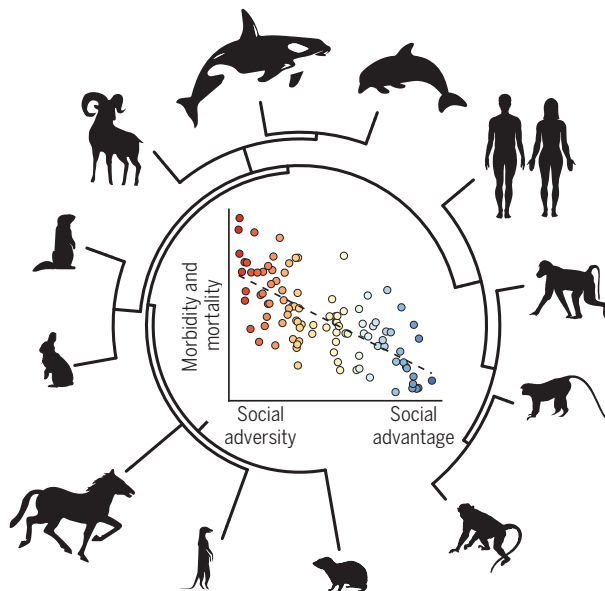 Morbidity and
mortality
Social
adversity
Social
advantage